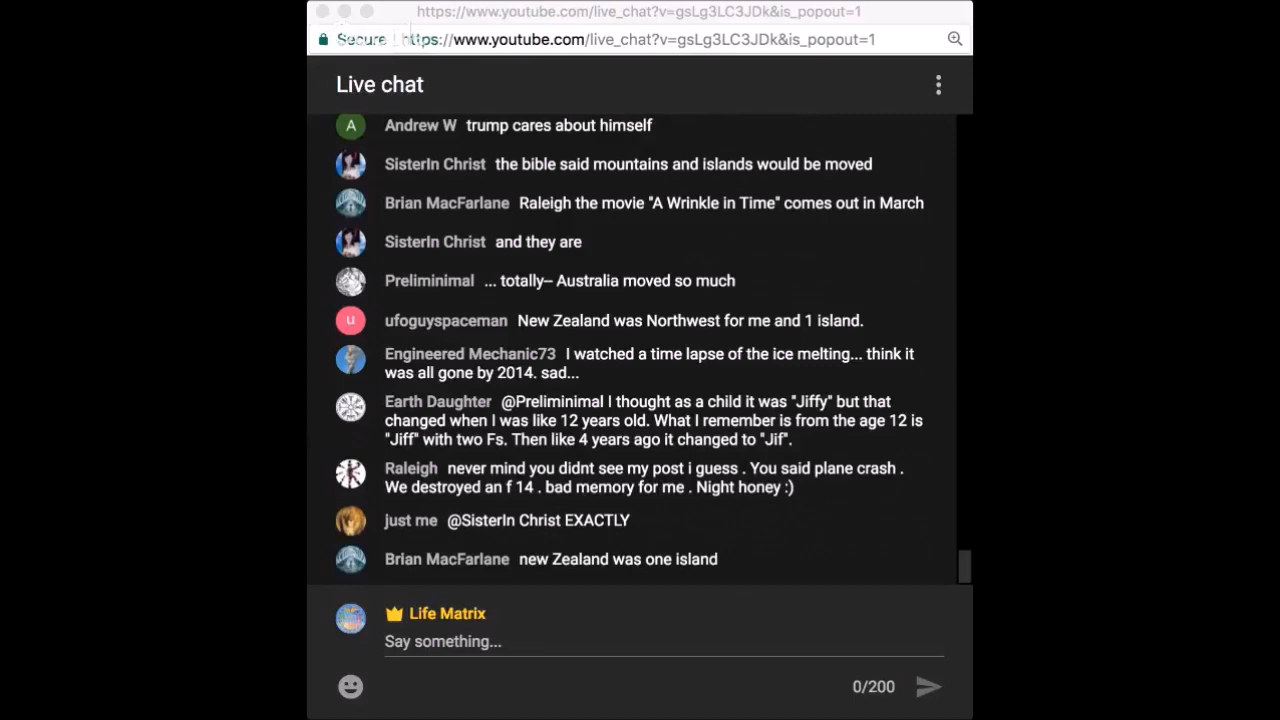 https://www.youtube.com/live_chat?v=gsLg3LC3JDk&is_popout=1
Secure https://www.youtube.com/live_chat?v=gsLg3LC3JDk&is_popout=1
Live chat
A Andrew W trump cares about himself
SisterIn Christ the bible said mountains and islands would be moved
Brian MacFarlane Raleigh the movie "A Wrinkle in Time" comes out in March
SisterIn Christ and they are
Preliminimal ... totally-- Australia moved so much
u ufoguyspaceman New Zealand was Northwest for me and 1 island.
Engineered Mechanic73 I watched a time lapse of the ice melting... think it
was all gone by 2014. sad...
Earth Daughter @Preliminimal I thought as a child it was "Jiffy" but that
changed when I was like 12 years old. What I remember is from the age 12 is
"Jiff" with two Fs. Then like 4 years ago it changed to "Jif".
Raleigh never mind you didnt see my post i guess . You said plane crash .
We destroyed an f 14 . bad memory for me . Night honey :)
just me @SisterIn Christ EXACTLY
Brian MacFarlane new Zealand was one island
Life Matrix
Say something...
0/200